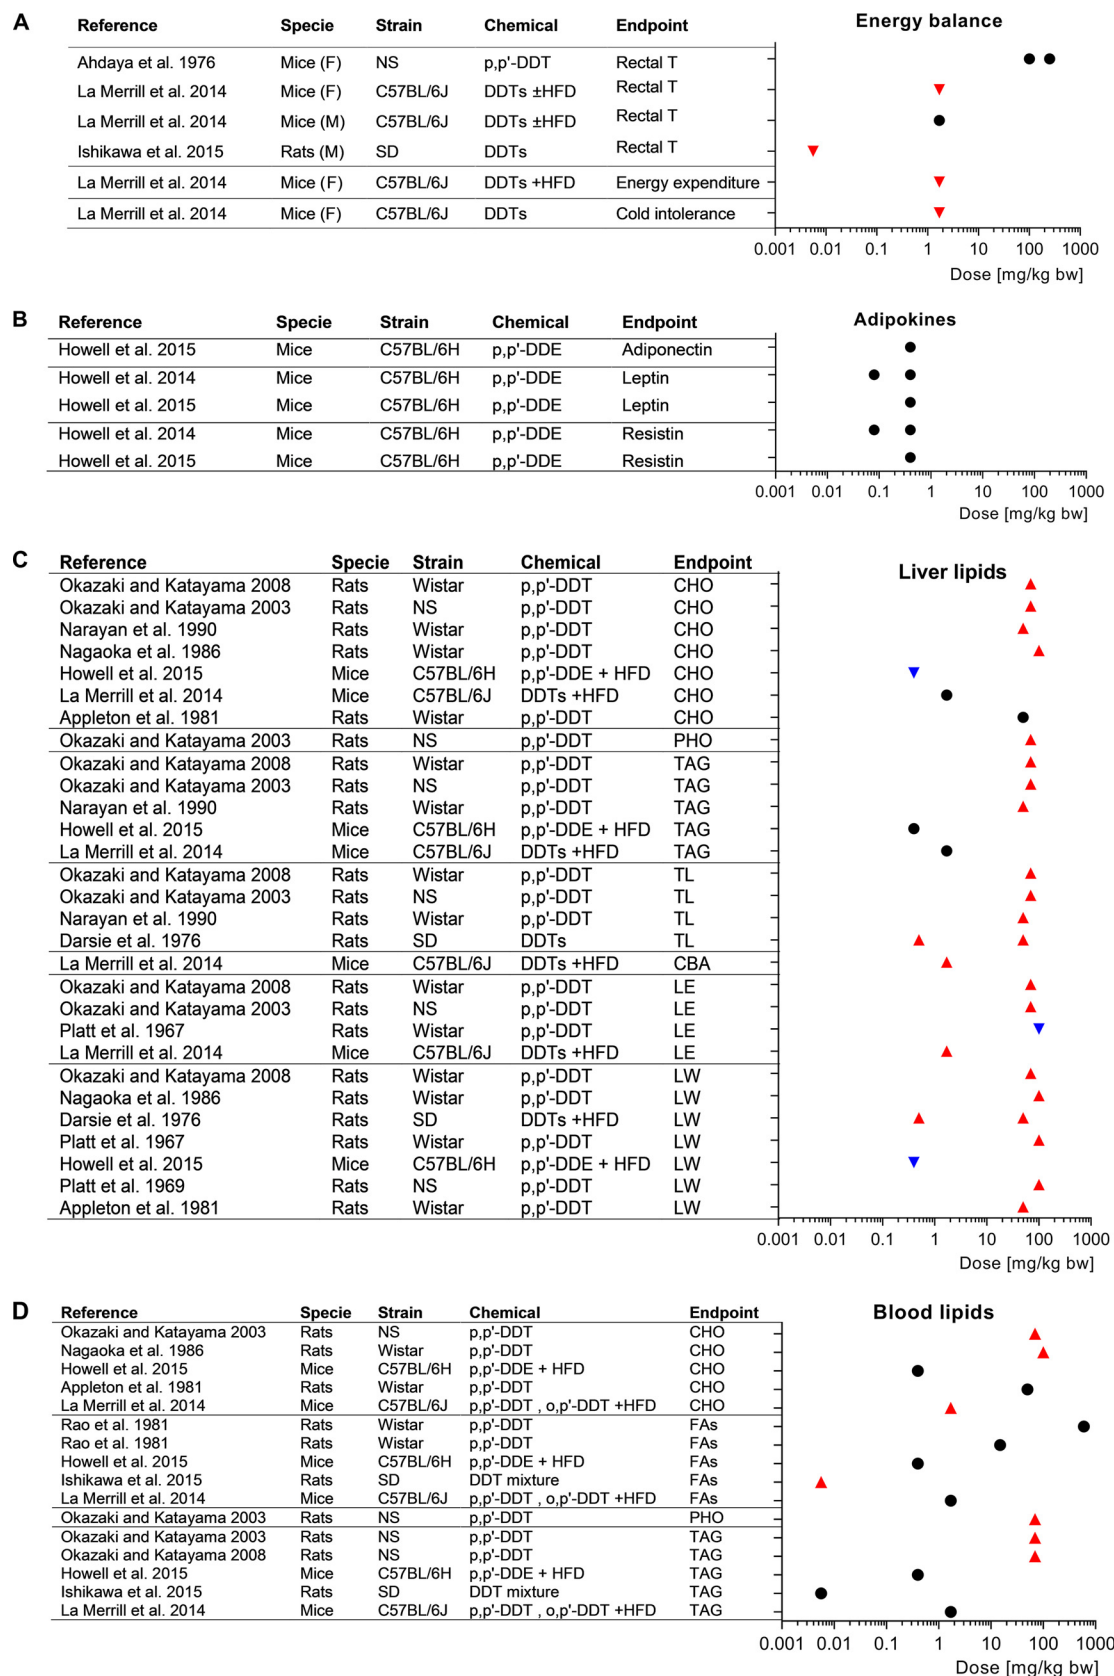 A Reference Specie Strain Chemical Endpoint Energy balance
Ahdaya et al. 1976 Mice (F) NS p,p'-DDT Rectal T
La Merrill et al. 2014 Mice (F) C57BL/6J DDTs ±HFD Rectal T
La Merrill et al. 2014 Mice (M) C57BL/6J DDTs ±HFD Rectal T
Ishikawa et al. 2015 Rats (M) SD DDTs Rectal T
La Merrill et al. 2014 Mice (F) C57BL/6J DDTs +HFD Energy expenditure
La Merrill et al. 2014 Mice (F) C57BL/6J DDTs Cold intolerance
0.001 0.01 0.1 1 10 100 1000
Dose [mg/kg bw]
B Reference Specie Strain Chemical Endpoint Adipokines
Howell et al. 2015 Mice C57BL/6H p,p'-DDE Adiponectin
Howell et al. 2014 Mice C57BL/6H p,p'-DDE Leptin
Howell et al. 2015 Mice C57BL/6H p,p'-DDE Leptin
Howell et al. 2014 Mice C57BL/6H p,p'-DDE Resistin
Howell et al. 2015 Mice C57BL/6H p,p'-DDE Resistin
0.001 0.01 0.1 1 10 100 1000
Dose [mg/kg bw]
C Reference Specie Strain Chemical Endpoint Liver lipids
Okazaki and Katayama 2008 Rats Wistar p,p'-DDT CHO
Okazaki and Katayama 2003 Rats NS p,p'-DDT CHO
Narayan et al. 1990 Rats Wistar p,p'-DDT CHO
Nagaoka et al. 1986 Rats Wistar p,p'-DDT CHO
Howell et al. 2015 Mice C57BL/6H p,p'-DDE + HFD CHO
La Merrill et al. 2014 Mice C57BL/6J DDTs +HFD CHO
Appleton et al. 1981 Rats Wistar p,p'-DDT CHO
Okazaki and Katayama 2003 Rats NS p,p'-DDT PHO
Okazaki and Katayama 2008 Rats Wistar p,p'-DDT TAG
Okazaki and Katayama 2003 Rats NS p,p'-DDT TAG
Narayan et al. 1990 Rats Wistar p,p'-DDT TAG
Howell et al. 2015 Mice C57BL/6H p,p'-DDE + HFD TAG
La Merrill et al. 2014 Mice C57BL/6J DDTs +HFD TAG
Okazaki and Katayama 2008 Rats Wistar p,p'-DDT TL
Okazaki and Katayama 2003 Rats NS p,p'-DDT TL
Narayan et al. 1990 Rats Wistar p,p'-DDT TL
Darsie et al. 1976 Rats SD DDTs TL
La Merrill et al. 2014 Mice C57BL/6J DDTs +HFD CBA
Okazaki and Katayama 2008 Rats Wistar p,p'-DDT LE
Okazaki and Katayama 2003 Rats NS p,p'-DDT LE
Platt et al. 1967 Rats Wistar p,p'-DDT LE
La Merrill et al. 2014 Mice C57BL/6J DDTs +HFD LE
Okazaki and Katayama 2008 Rats Wistar p,p'-DDT LW
Nagaoka et al. 1986 Rats Wistar p,p'-DDT LW
Darsie et al. 1976 Rats SD DDTs +HFD LW
Platt et al. 1967 Rats Wistar p,p'-DDT LW
Howell et al. 2015 Mice C57BL/6H p,p'-DDE + HFD LW
Platt et al. 1969 Rats NS p,p'-DDT LW
Appleton et al. 1981 Rats Wistar p,p'-DDT LW
0.001 0.01 0.1 1 10 100 1000
Dose [mg/kg bw]
D Reference Specie Strain Chemical Endpoint Blood lipids
Okazaki and Katayama 2003 Rats NS p,p'-DDT CHO
Nagaoka et al. 1986 Rats Wistar p,p'-DDT CHO
Howell et al. 2015 Mice C57BL/6H p,p'-DDE + HFD CHO
Appleton et al. 1981 Rats Wistar p,p'-DDT CHO
La Merrill et al. 2014 Mice C57BL/6J p,p'-DDT , o,p'-DDT +HFD CHO
Rao et al. 1981 Rats Wistar p,p'-DDT FAs
Rao et al. 1981 Rats Wistar p,p'-DDT FAs
Howell et al. 2015 Mice C57BL/6H p,p'-DDE + HFD FAs
Ishikawa et al. 2015 Rats SD DDT mixture FAs
La Merrill et al. 2014 Mice C57BL/6J p,p'-DDT , o,p'-DDT +HFD FAs
Okazaki and Katayama 2003 Rats NS p,p'-DDT PHO
Okazaki and Katayama 2003 Rats NS p,p'-DDT TAG
Okazaki and Katayama 2008 Rats NS p,p'-DDT TAG
Howell et al. 2015 Mice C57BL/6H p,p'-DDE + HFD TAG
Ishikawa et al. 2015 Rats SD DDT mixture TAG
La Merrill et al. 2014 Mice C57BL/6J p,p'-DDT , o,p'-DDT +HFD TAG
0.001 0.01 0.1 1 10 100 1000
Dose [mg/kg bw]